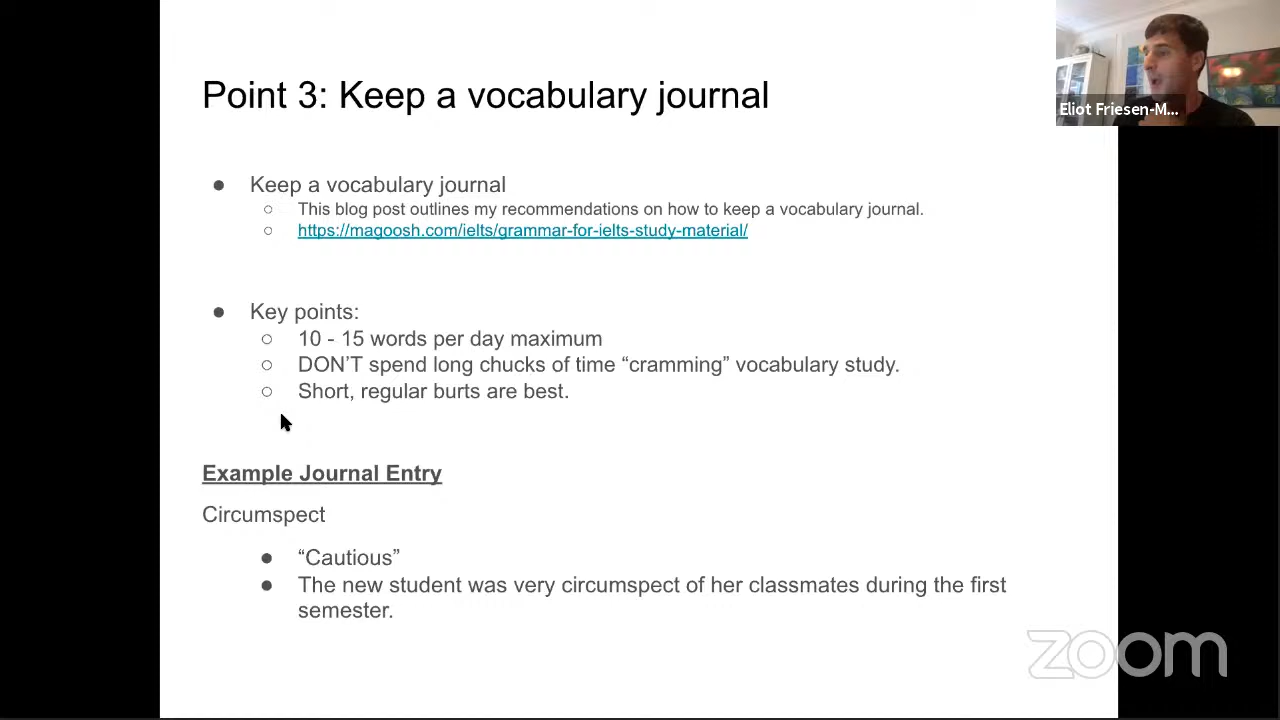 Point 3: Keep a vocabulary journal
Eliot Friesen-M...
● Keep a vocabulary journal
○ This blog post outlines my recommendations on how to keep a vocabulary journal.
○ https://magoosh.com/ielts/grammar-for-ielts-study-material/
● Key points:
○ 10 - 15 words per day maximum
○ DON'T spend long chucks of time “cramming” vocabulary study.
○ Short, regular burts are best.
Example Journal Entry
Circumspect
● “Cautious”
● The new student was very circumspect of her classmates during the first
semester.
zoom